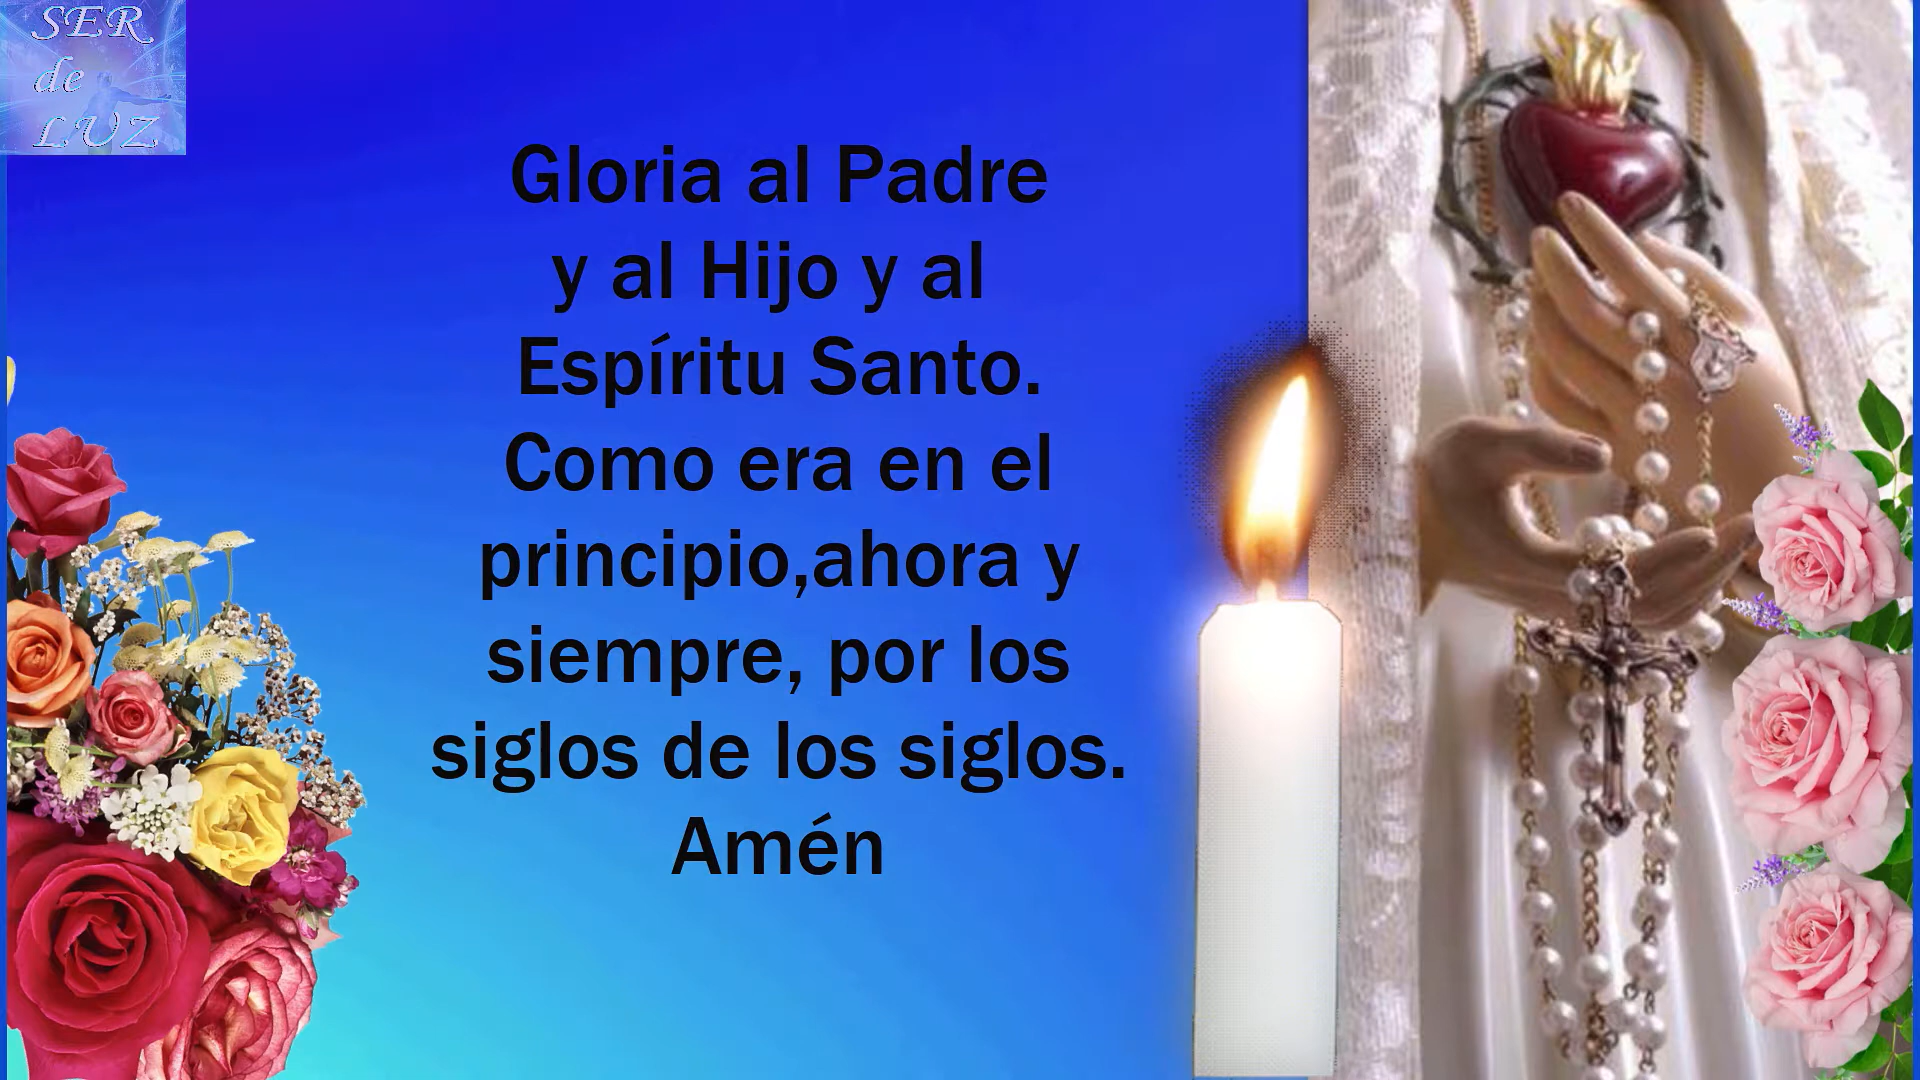 SER
de
LUZ
Gloria al Padre
y al Hijo y al
Espíritu Santo.
Como era en el
principio,ahora y
siempre, por los
siglos de los siglos.
Amén